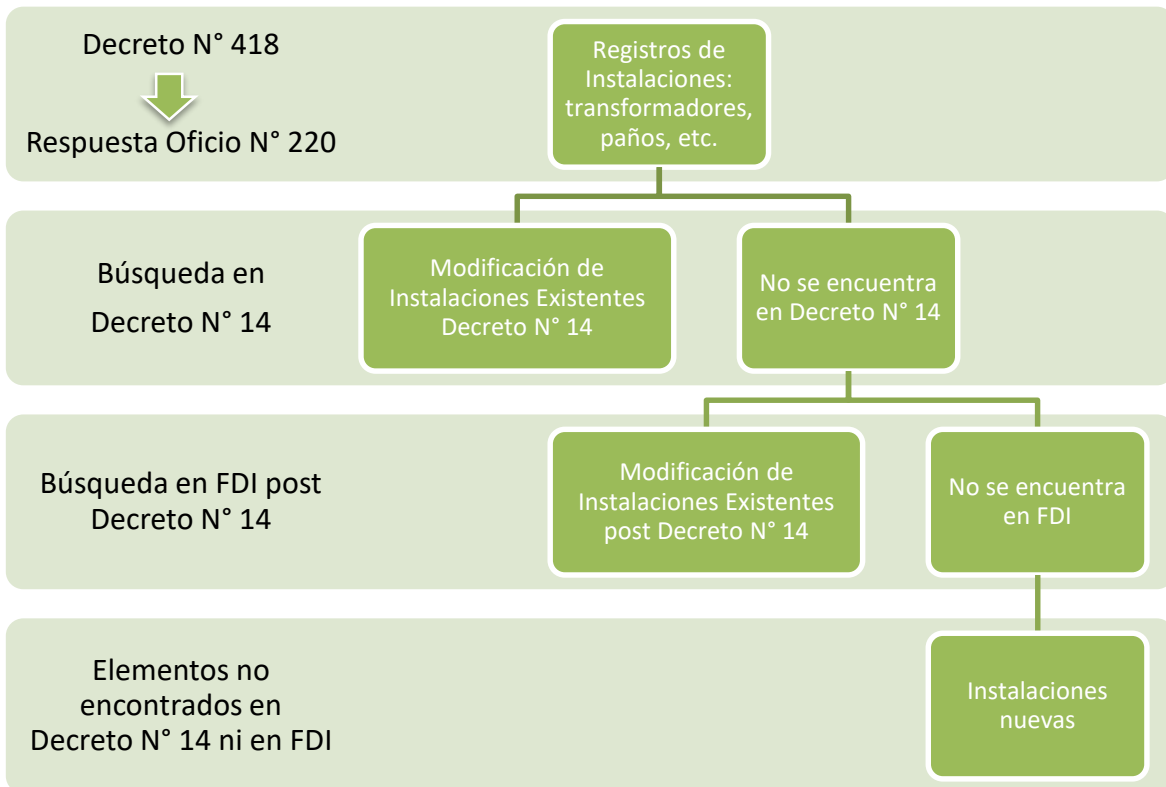 Decreto N° 418
Respuesta Oficio N° 220
Registros de
Instalaciones:
transformadores,
paños, etc.
Búsqueda en
Decreto N° 14
Modificación de
Instalaciones Existentes
Decreto N° 14
No se encuentra
en Decreto N° 14
Búsqueda en FDI post
Decreto N° 14
Modificación de
Instalaciones Existentes
post Decreto N° 14
No se encuentra
en FDI
Elementos no
encontrados en
Decreto N° 14 ni en FDI
Instalaciones
nuevas